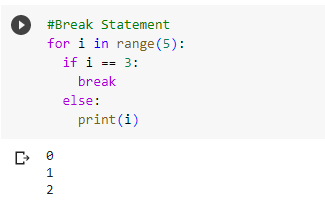 #Break Statement
for i in range(5):
  if i == 3:
    break
  else:
    print(i)
0
1
2